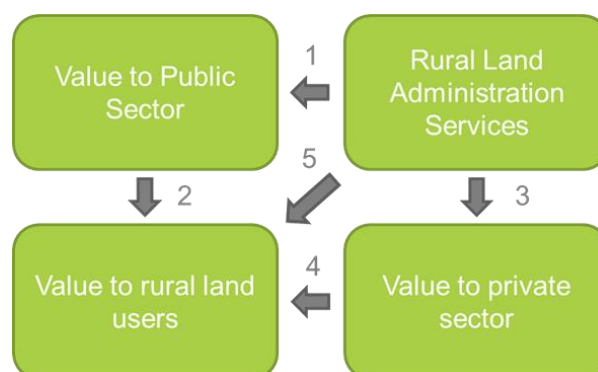 Value to Public
Sector
1
Rural Land
Administration
Services
5
2
3
Value to rural land
users
4
Value to private
sector